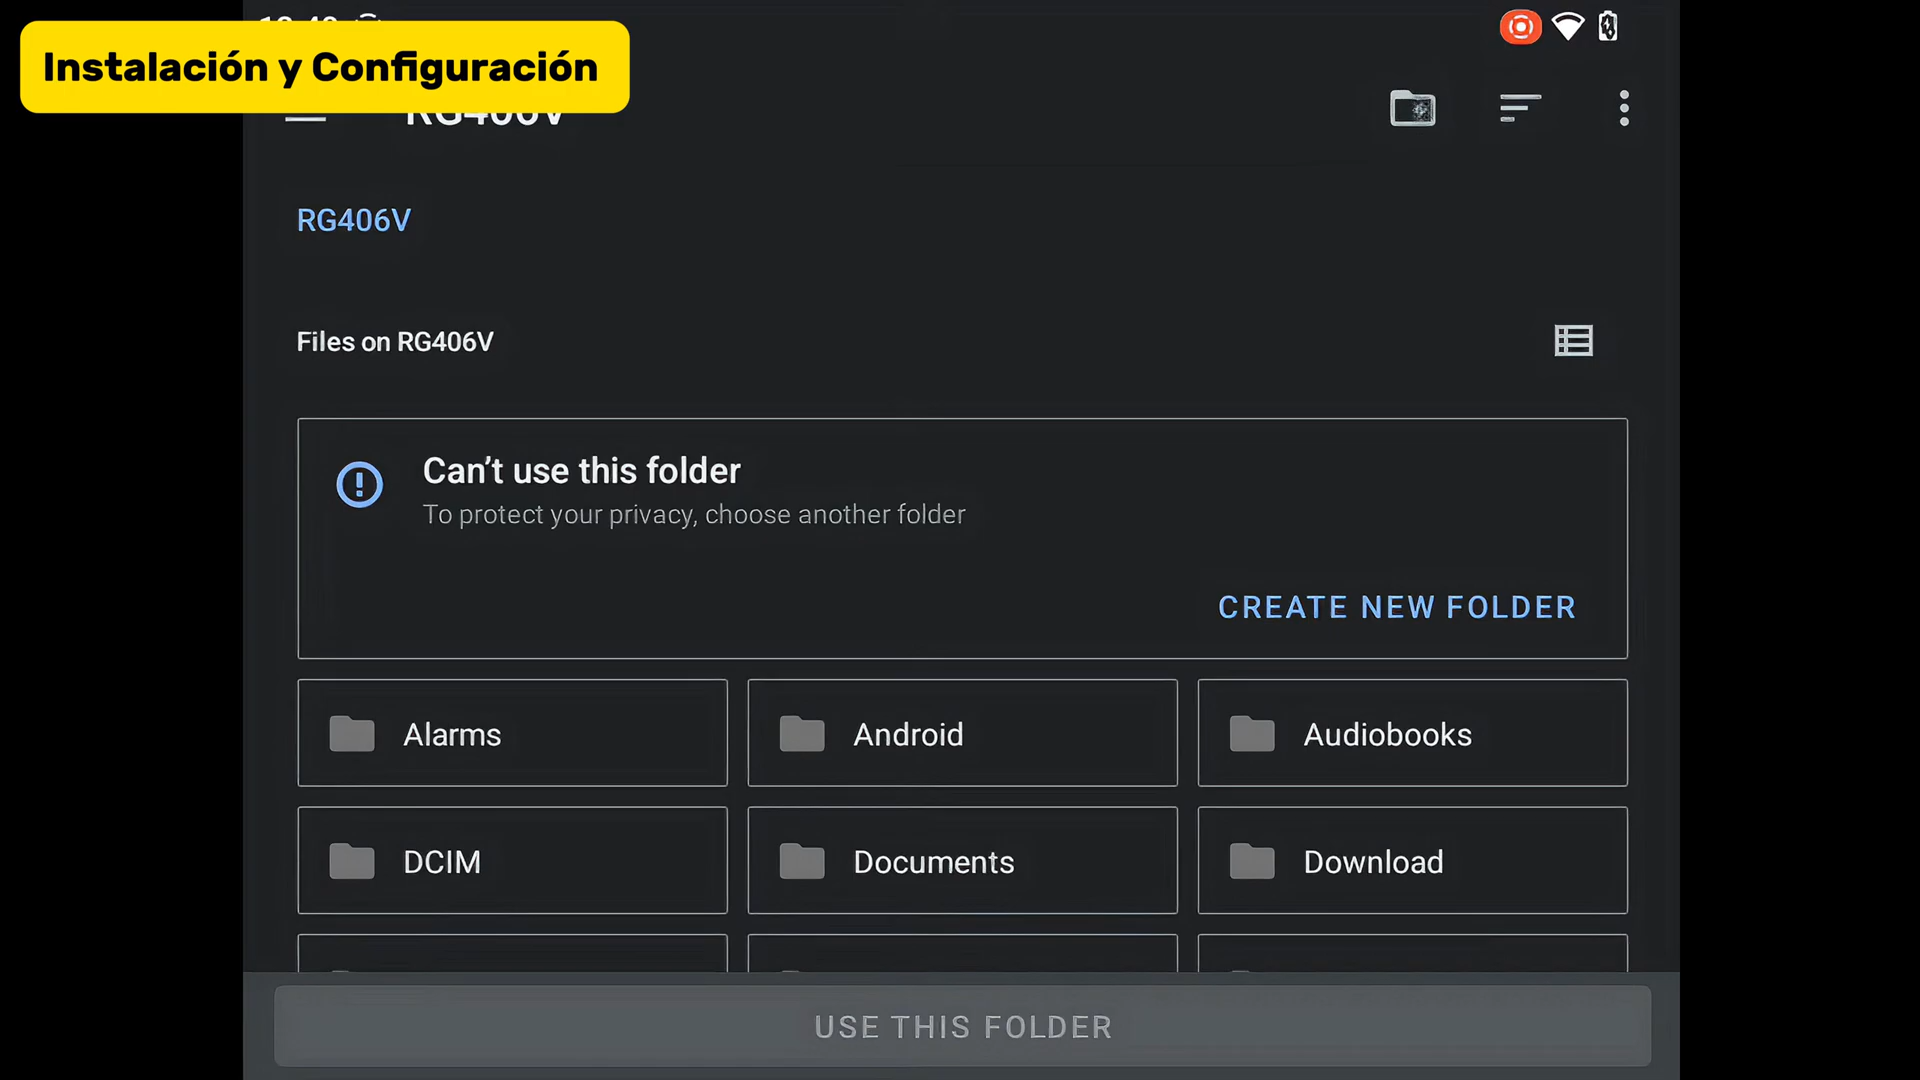 Instalación y Configuración
RG406V
RG406V
Files on RG406V
Can't use this folder
To protect your privacy, choose another folder
CREATE NEW FOLDER
Alarms
Android
Audiobooks
DCIM
Documents
Download
USE THIS FOLDER